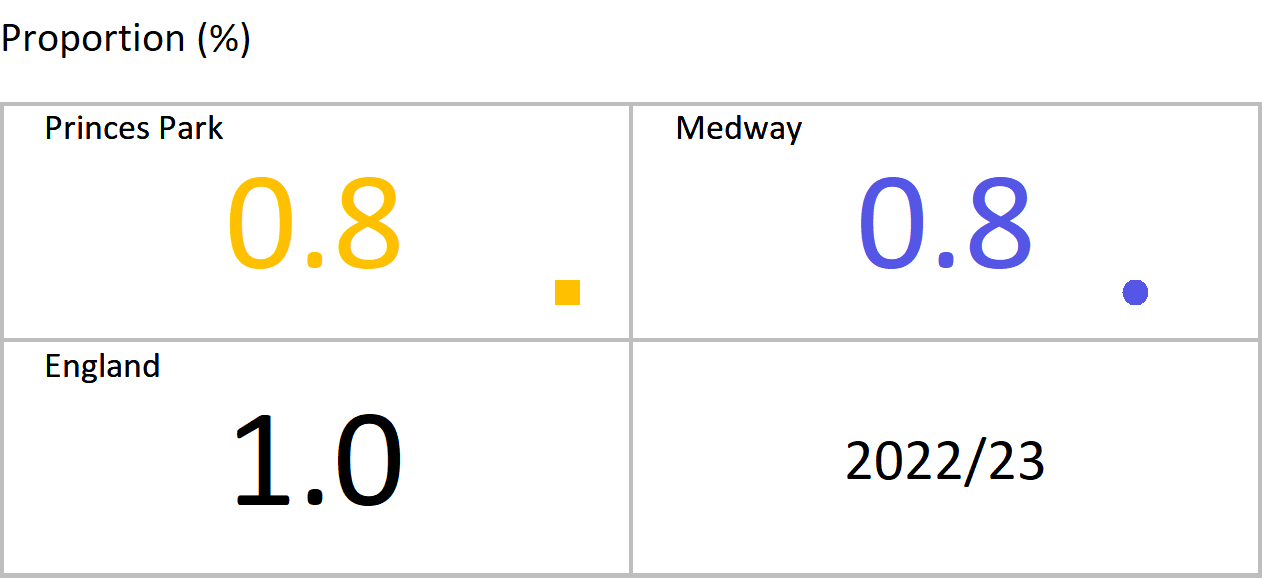 Proportion (%)
Princes Park
0.8
Medway
0.8
England
1.0
2022/23